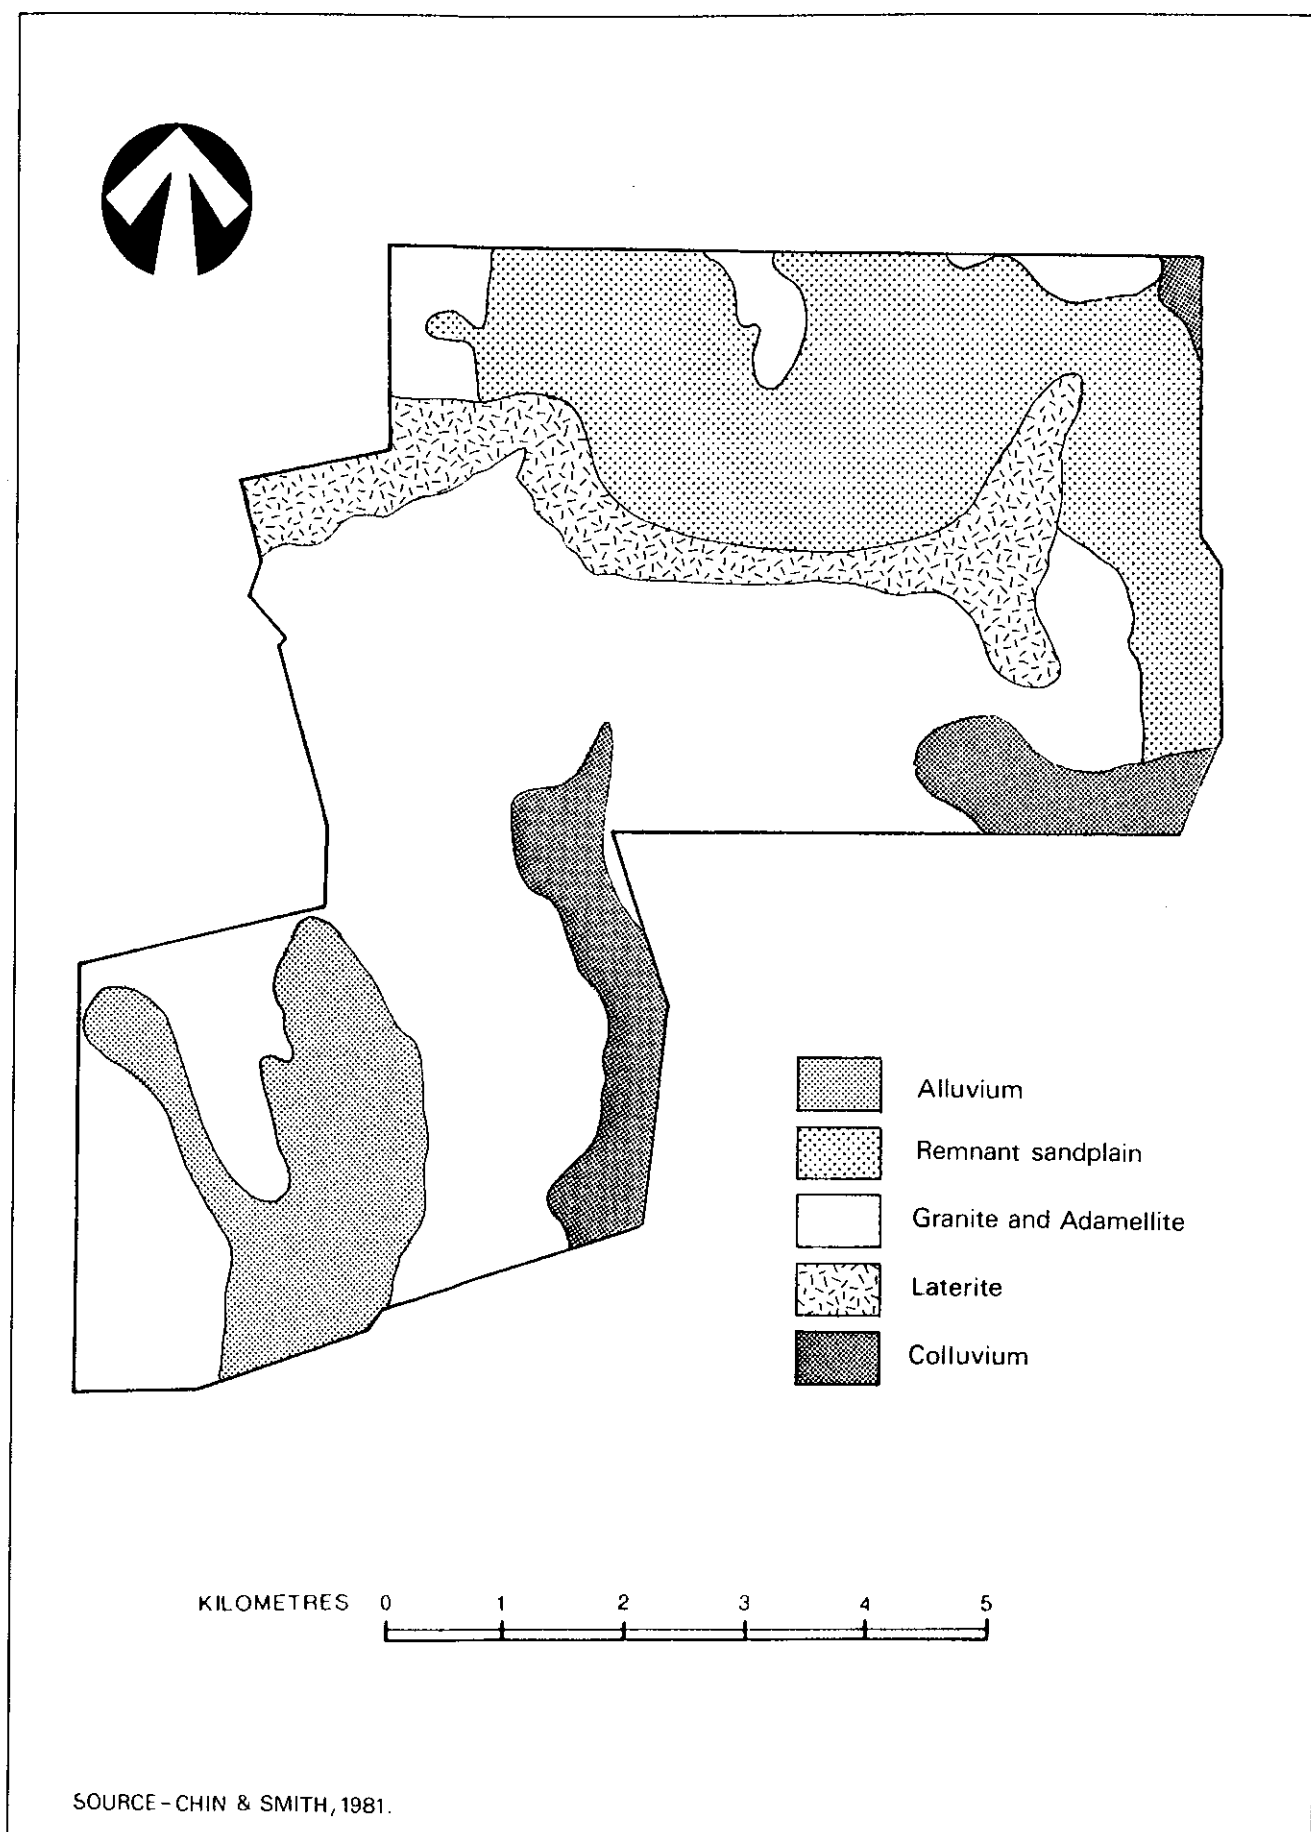 Alluvium
Remnant sandplain
Granite and Adamellite
Laterite
Colluvium
KILOMETRES 0 1 2 3 4 5
SOURCE-CHIN & SMITH, 1981.